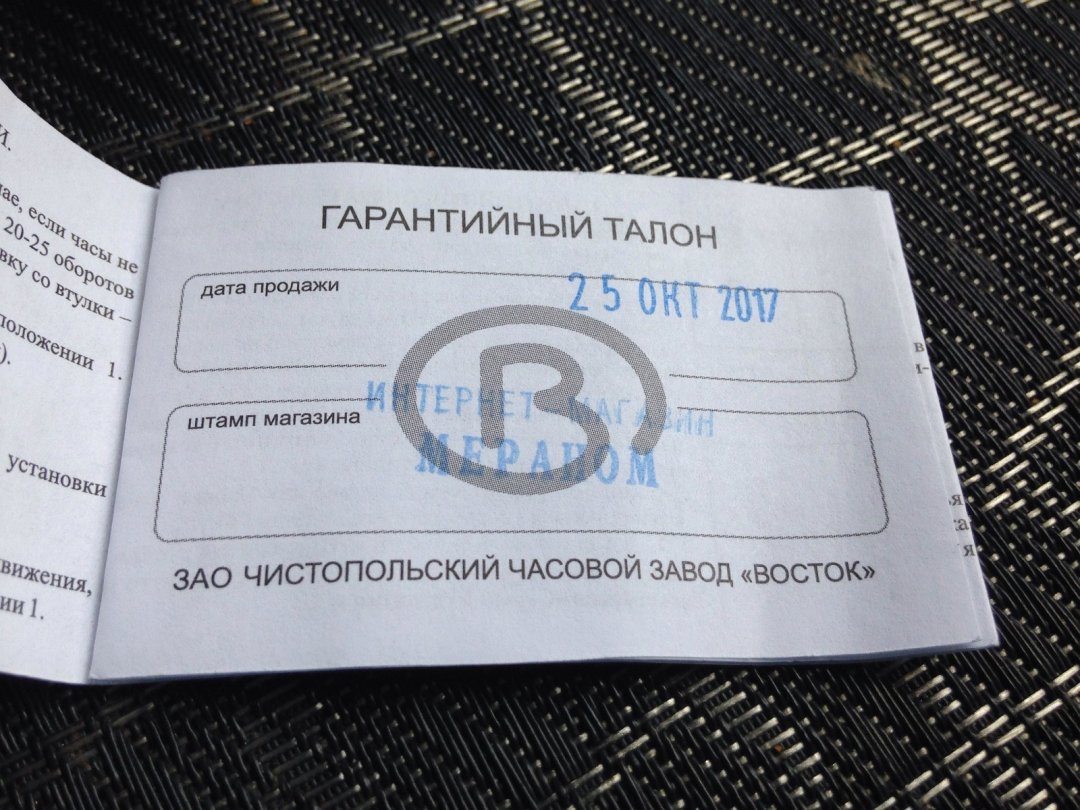 И.
чае, если часы не
20-25 оборотов
вку со втулки –
положении 1.
).
установки
вижения,
ии 1.
ГАРАНТИЙНЫЙ ТАЛОН
дата продажи
25 ОКТ 2017
В
ИНТЕРНЕТ МАГАЗИН
штамп магазина
МЕРАНОМ
ЗАО ЧИСТОПОЛЬСКИЙ ЧАСОВОЙ ЗАВОД «ВОСТОК»
в
и-
я
а
я